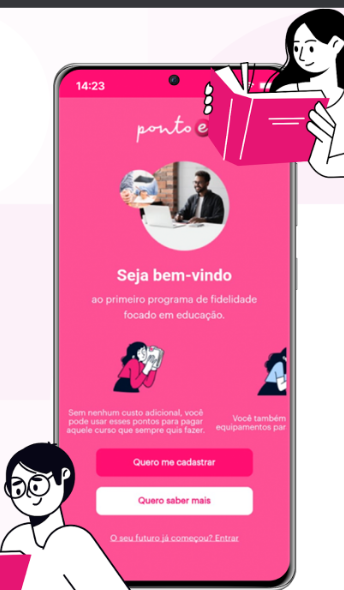 14:23
ponto e
Seja bem-vindo
ao primeiro programa de fidelidade
focado em educação.
Sem nenhum custo adicional, você
pode usar esses pontos para pagar
aquele curso que sempre quis fazer.
Você também
equipamentos par
Quero me cadastrar
Quero saber mais
O seu futuro já começou? Entrar